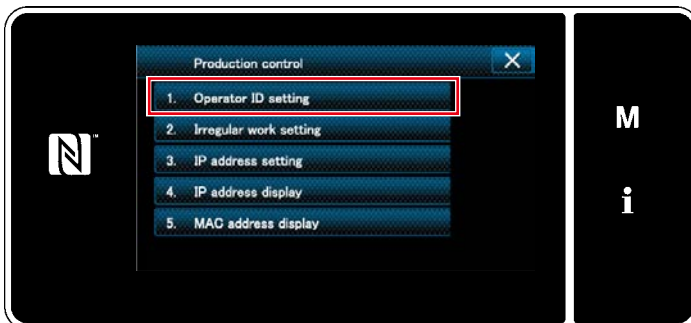 Production control
1. Operator ID setting
2. Irregular work setting
3. IP address setting
4. IP address display
5. MAC address display
M
i